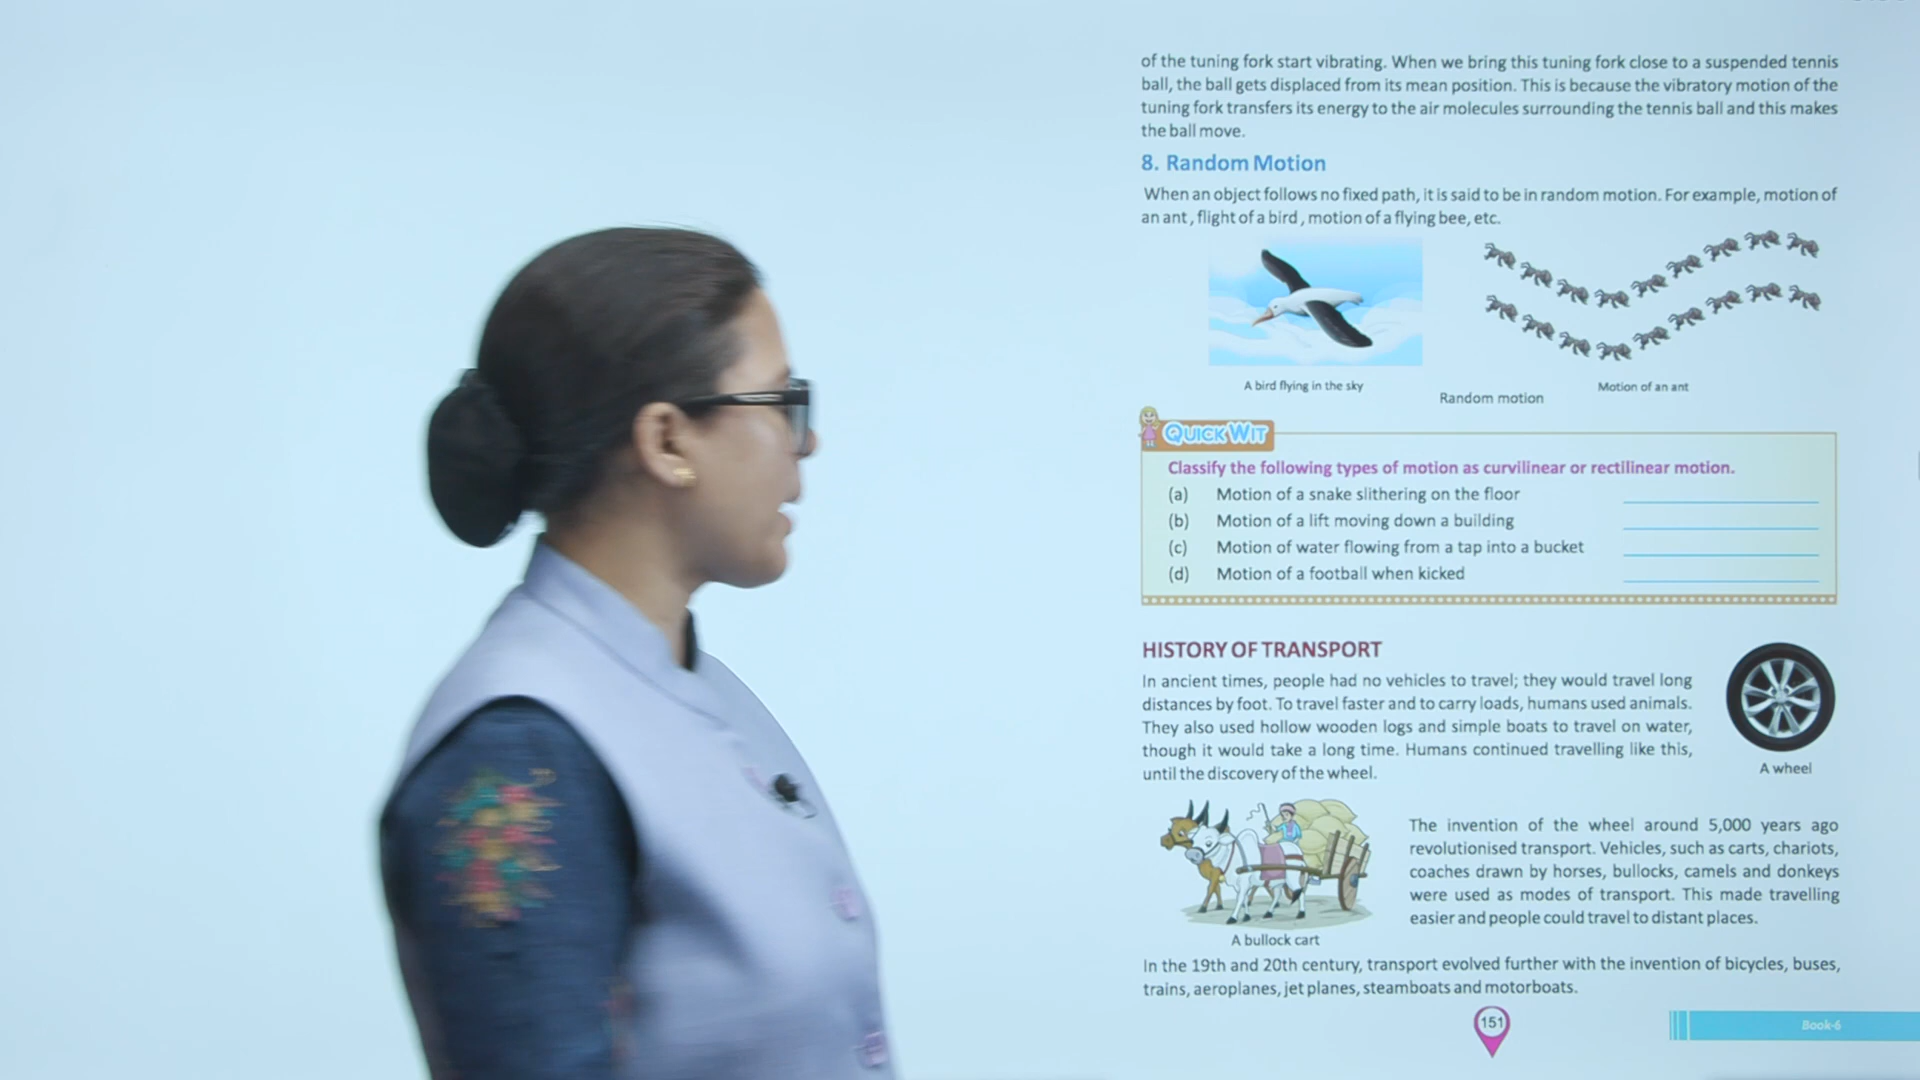 of the tuning fork start vibrating. When we bring this tuning fork close to a suspended tennis
ball, the ball gets displaced from its mean position. This is because the vibratory motion of the
tuning fork transfers its energy to the air molecules surrounding the tennis ball and this makes
the ball move.
8. Random Motion
When an object follows no fixed path, it is said to be in random motion. For example, motion of
an ant , flight of a bird , motion of a flying bee, etc.
A bird flying in the sky
Motion of an ant
Random motion
QUICK WIT
Classify the following types of motion as curvilinear or rectilinear motion.
(a) Motion of a snake slithering on the floor
(b) Motion of a lift moving down a building
(c) Motion of water flowing from a tap into a bucket
(d) Motion of a football when kicked
HISTORY OF TRANSPORT
In ancient times, people had no vehicles to travel; they would travel long
distances by foot. To travel faster and to carry loads, humans used animals.
They also used hollow wooden logs and simple boats to travel on water,
though it would take a long time. Humans continued travelling like this,
until the discovery of the wheel.
A wheel
The invention of the wheel around 5,000 years ago
revolutionised transport. Vehicles, such as carts, chariots,
coaches drawn by horses, bullocks, camels and donkeys
were used as modes of transport. This made travelling
easier and people could travel to distant places.
A bullock cart
In the 19th and 20th century, transport evolved further with the invention of bicycles, buses,
trains, aeroplanes, jet planes, steamboats and motorboats.
151
Book-6